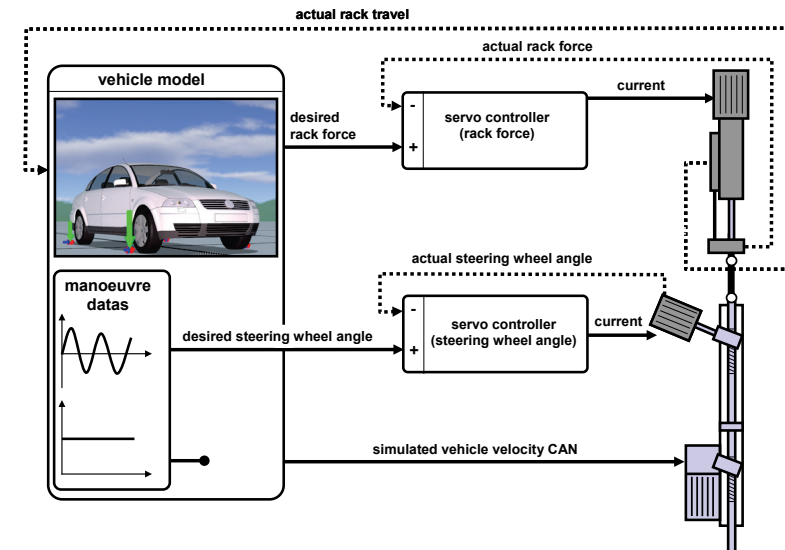 actual rack travel
actual rack force
vehicle model
current
desired
rack force
-
servo controller
(rack force)
+
actual steering wheel angle
manoeuvre
datas
-
servo controller
(steering wheel angle)
current
desired steering wheel angle
+
simulated vehicle velocity CAN